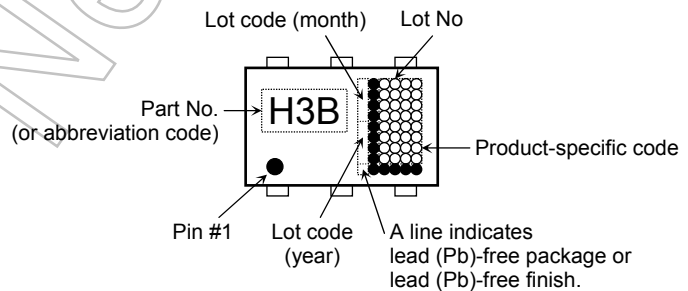 Lot code (month)
Lot No
Part No.
(or abbreviation code)
H3B
Product-specific code
Pin #1
Lot code
(year)
A line indicates
lead (Pb)-free package or
lead (Pb)-free finish.